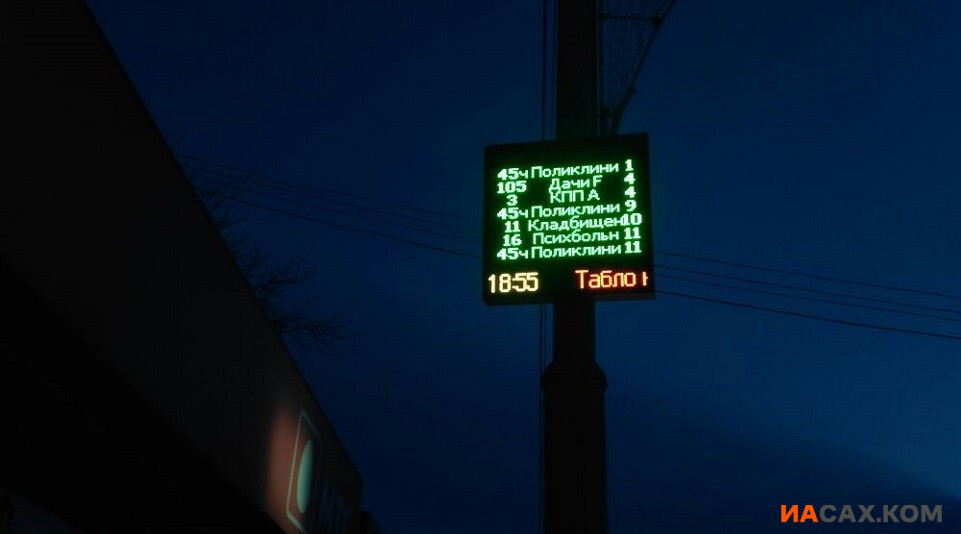 45ч Поликлини 1
105 Дачи F 4
3 КПП А 4
45ч Поликлини 9
11 Кладбищен 10
16 Психбольн 11
45ч Поликлини 11
18:55 Табло н
ИАСАХ.КОМ